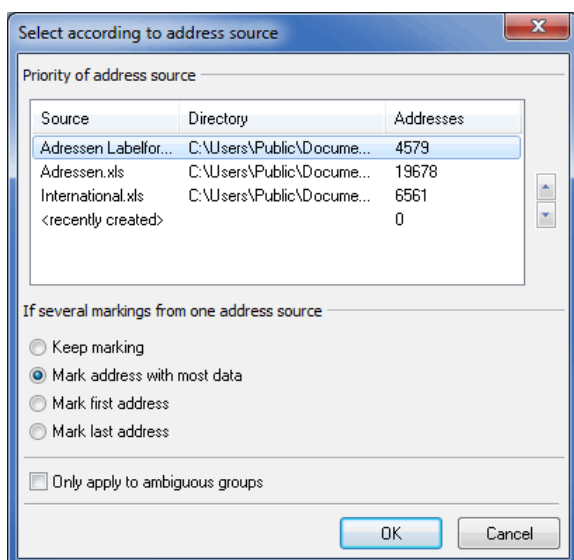 Select according to address source
Priority of address source
Source Directory Addresses
Adressen Labelfor... C:\Users\Public\Docume... 4579
Adressen.xls C:\Users\Public\Docume... 19678
International.xls C:\Users\Public\Docume... 6561
<recently created> 0
If several markings from one address source
Keep marking
Mark address with most data
Mark first address
Mark last address
Only apply to ambiguous groups
OK Cancel